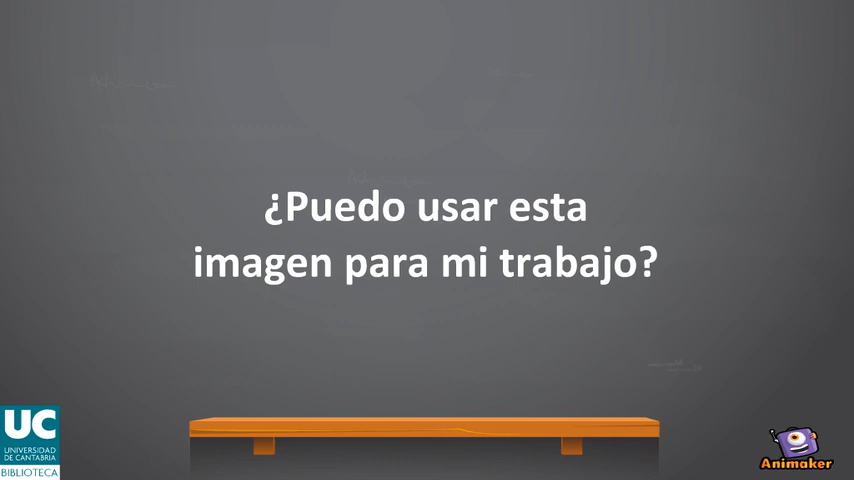 ¿Puedo usar esta
imagen para mi trabajo?
UC
UNIVERSIDAD
DE CANTABRIA
BIBLIOTECA
Animaker